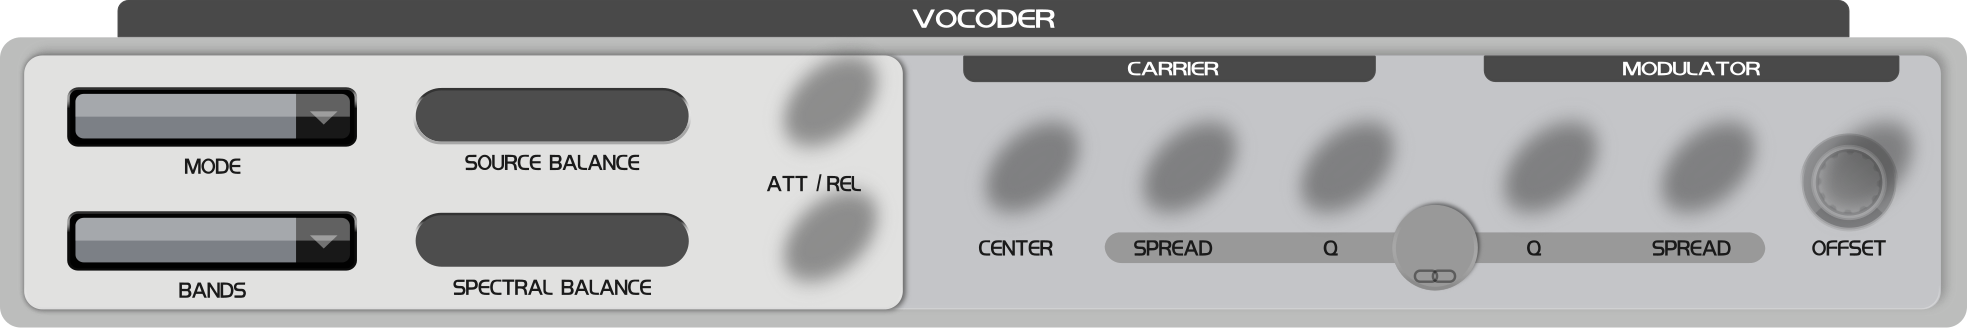 VOCODER
CARRIER
MODULATOR
MODE
SOURCE BALANCE
ATT / REL
BANDS
SPECTRAL BALANCE
CENTER
SPREAD
Q
Q
SPREAD
OFFSET